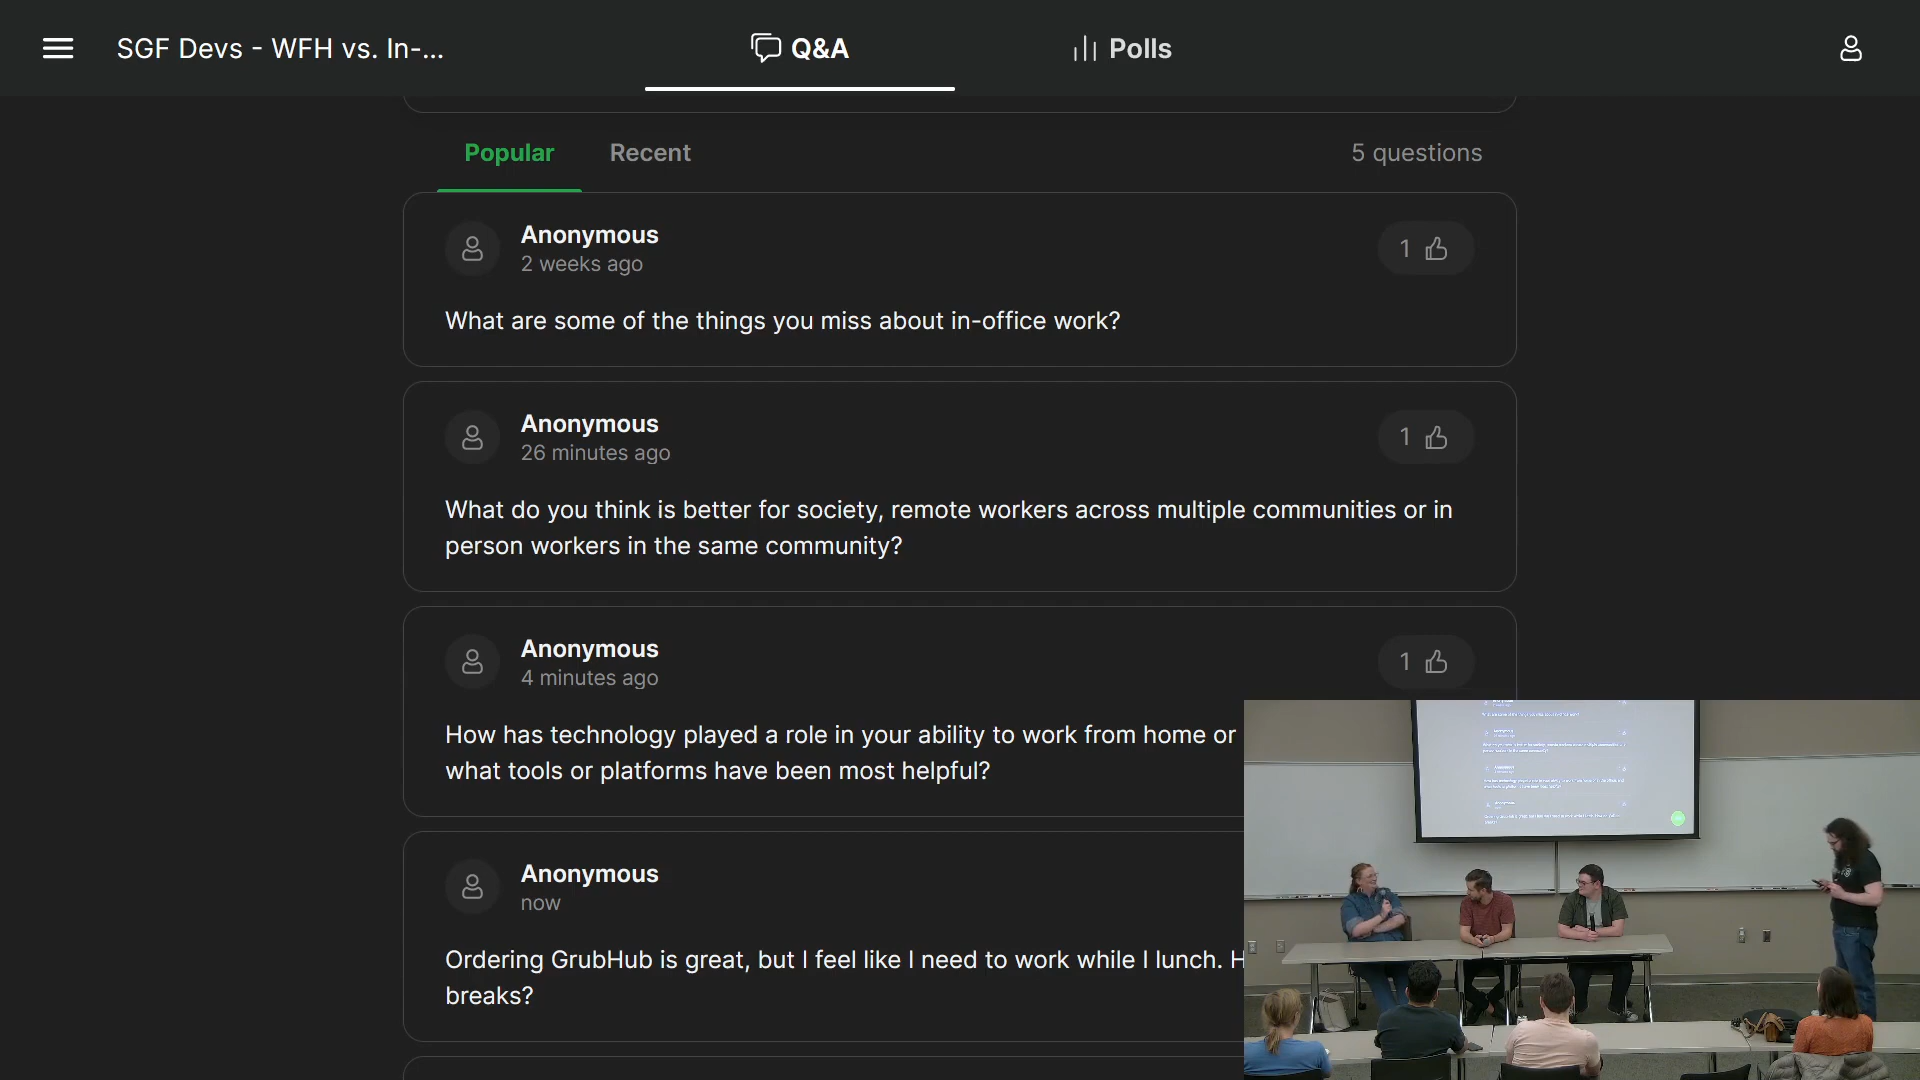 SGF Devs - WFH vs. In-...
Q&A
Polls
Popular
Recent
5 questions
Anonymous
2 weeks ago
1
What are some of the things you miss about in-office work?
Anonymous
26 minutes ago
1
What do you think is better for society, remote workers across multiple communities or in
person workers in the same community?
Anonymous
4 minutes ago
1
How has technology played a role in your ability to work from home or
what tools or platforms have been most helpful?
Anonymous
now
Ordering GrubHub is great, but I feel like I need to work while I lunch.
breaks?